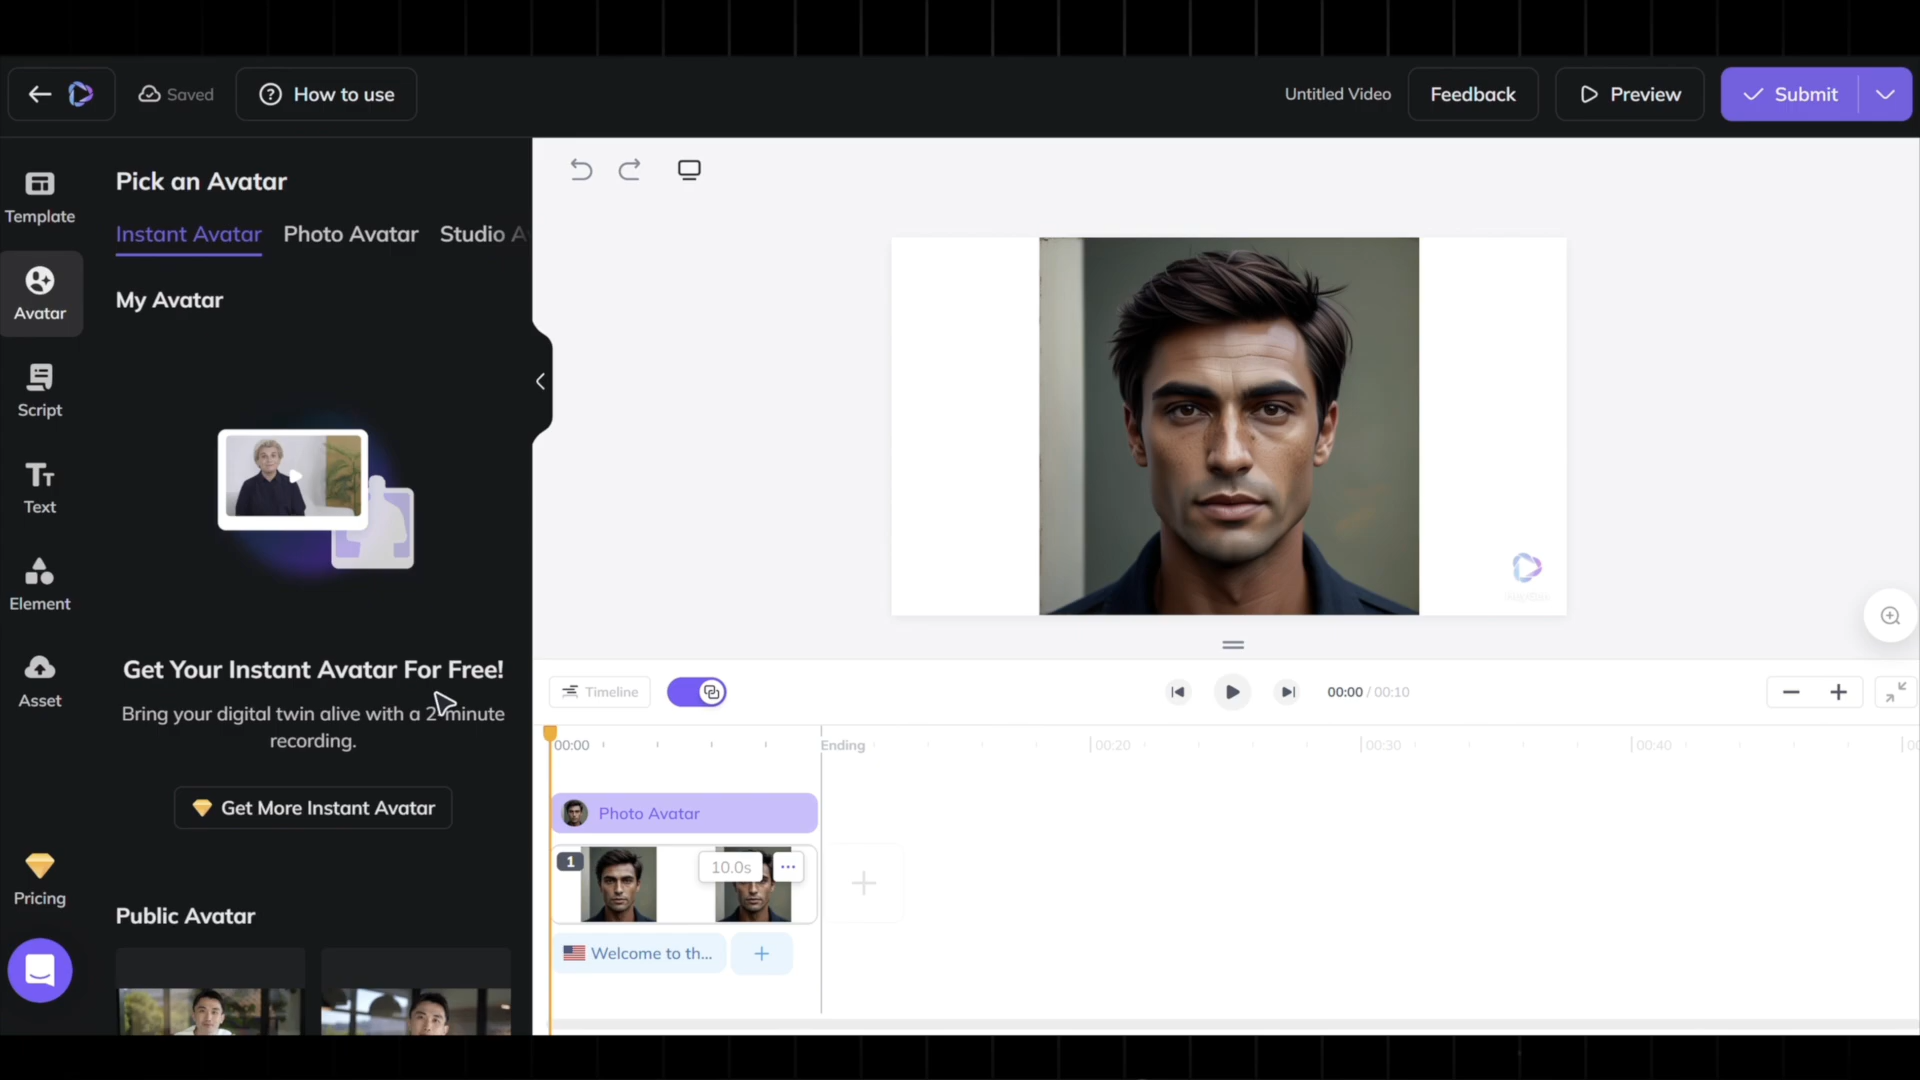 Saved
How to use
Untitled Video
Feedback
Preview
Submit
Template
Avatar
Script
Text
Element
Asset
Pricing
Pick an Avatar
Instant Avatar
Photo Avatar
Studio A
My Avatar
Get Your Instant Avatar For Free!
Bring your digital twin alive with a 2-minute
recording.
Get More Instant Avatar
Public Avatar
Timeline
00:00 / 00:10
00:00
Ending
00:20
00:30
00:40
Photo Avatar
1
10.0s
Welcome to th...